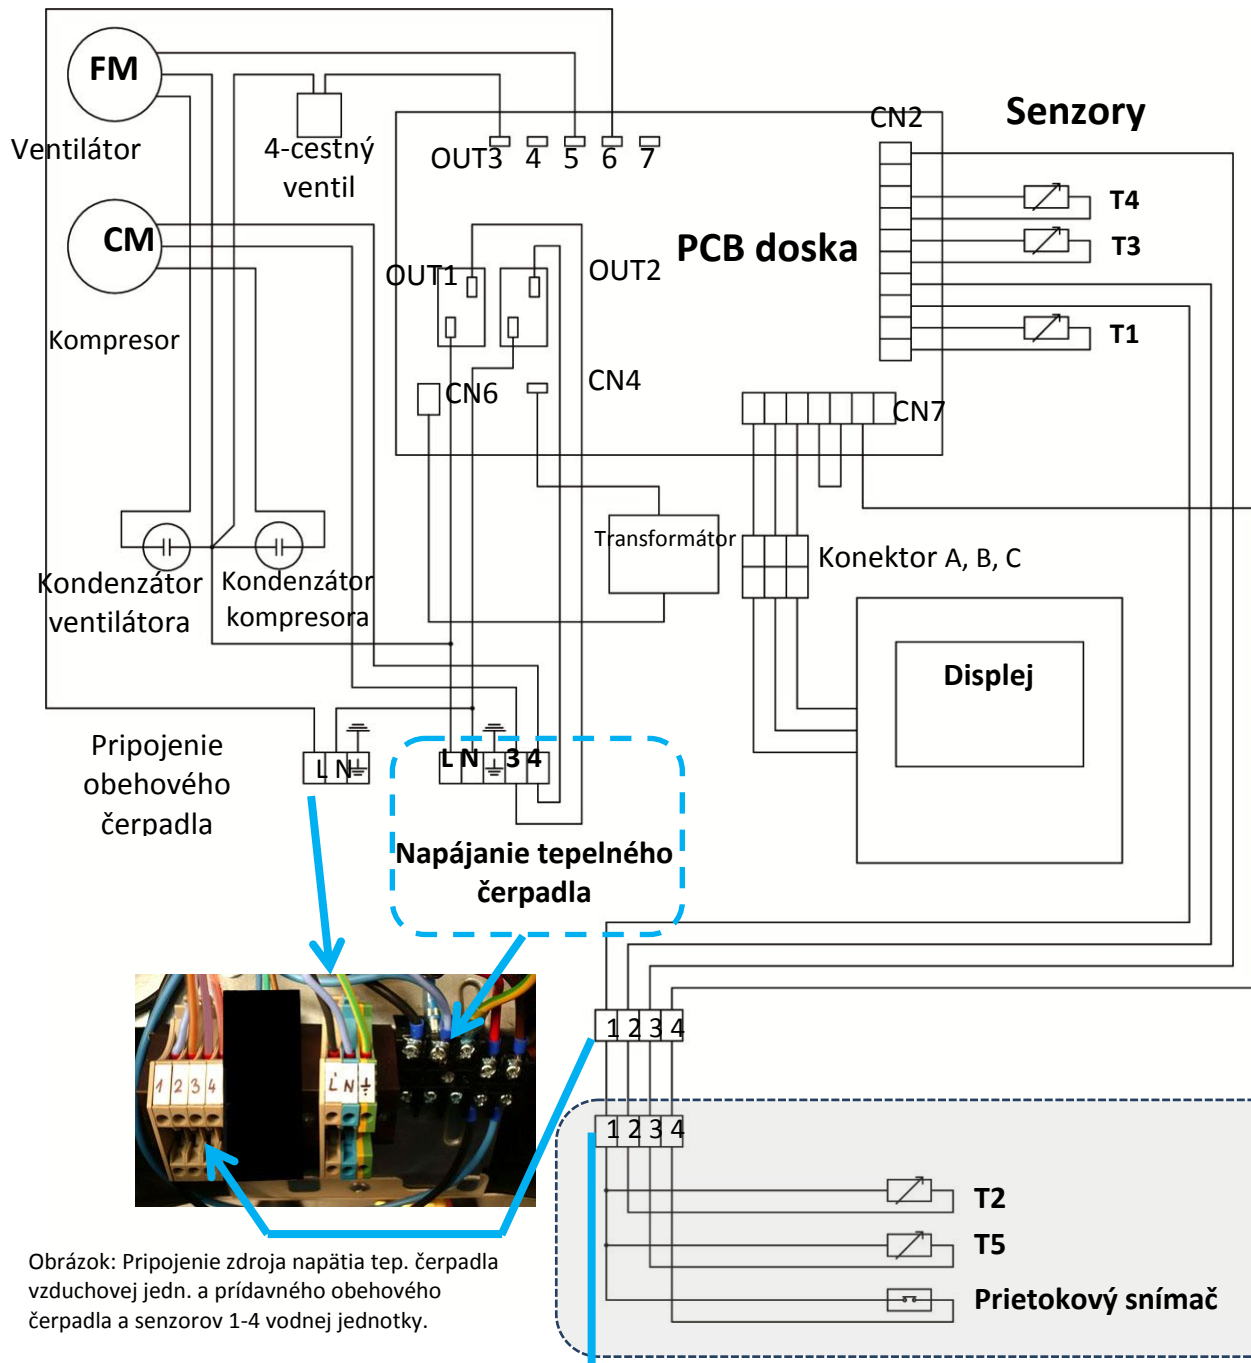 FM
Ventilátor
4-cestný
ventil
CM
Kompresor
OUT3 4 5 6 7
CN2
Senzory
T4
T3
T1
PCB doska
OUT1
OUT2
CN6
CN4
CN7
Transformátor
Konektor A, B, C
Kondenzátor
ventilátora
Kondenzátor
kompresora
Displej
Pripojenie
obehového
čerpadla
L N
L N 3 4
Napájanie tepelného
čerpadla
1 2 3 4
L N
1 2 3 4
1 2 3 4
T2
T5
Prietokový snímač
Obrázok: Pripojenie zdroja napätia tep. čerpadla
vzduchovej jedn. a prídavného obehového
čerpadla a senzorov 1-4 vodnej jednotky.